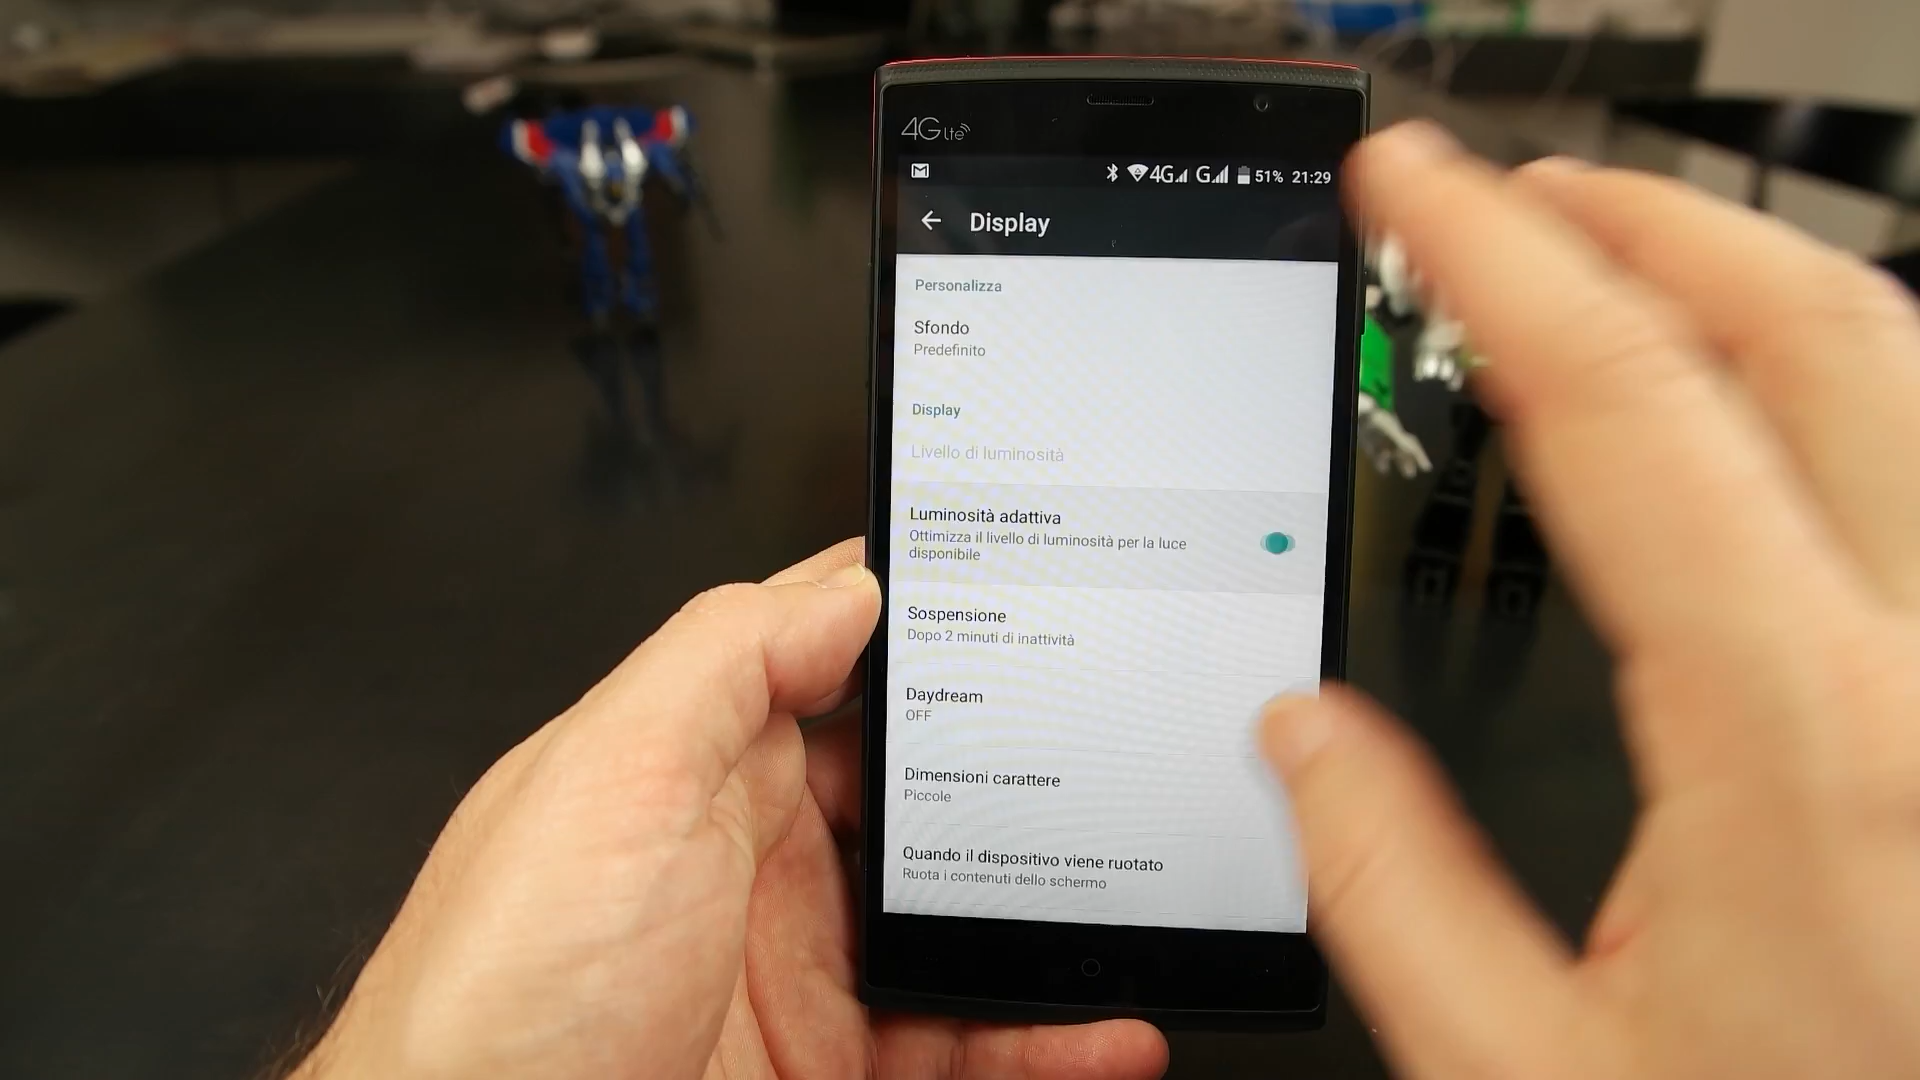 4G lte
4G G 51% 21:29
Display
Personalizza
Sfondo
Predefinito
Display
Livello di luminosità
Luminosità adattiva
Ottimizza il livello di luminosità per la luce
disponibile
Sospensione
Dopo 2 minuti di inattività
Daydream
OFF
Dimensioni carattere
Piccole
Quando il dispositivo viene ruotato
Ruota i contenuti dello schermo